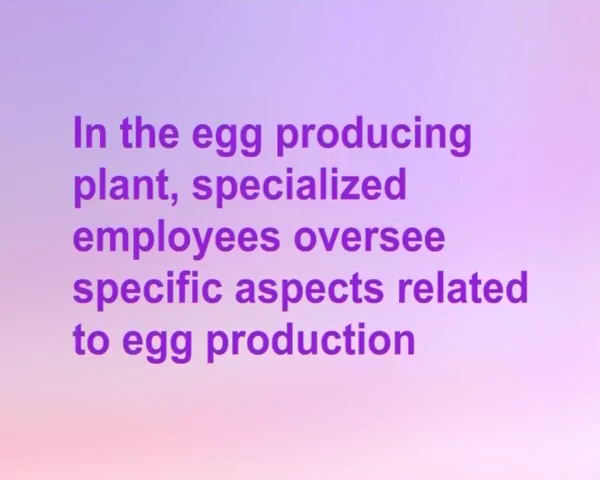 In the egg producing
plant, specialized
employees oversee
specific aspects related
to egg production